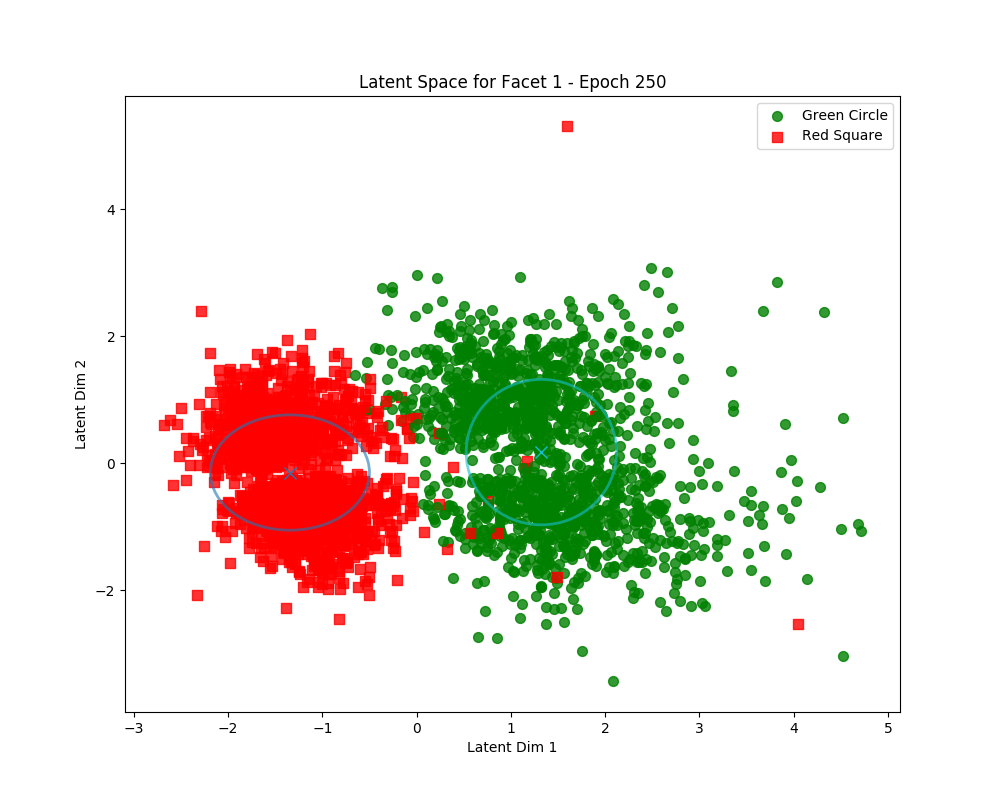 Latent Space for Facet 1 - Epoch 250
Green Circle
Red Square
Latent Dim 2
4
2
0
−2
−3
−2
−1
0
1
2
3
4
5
Latent Dim 1